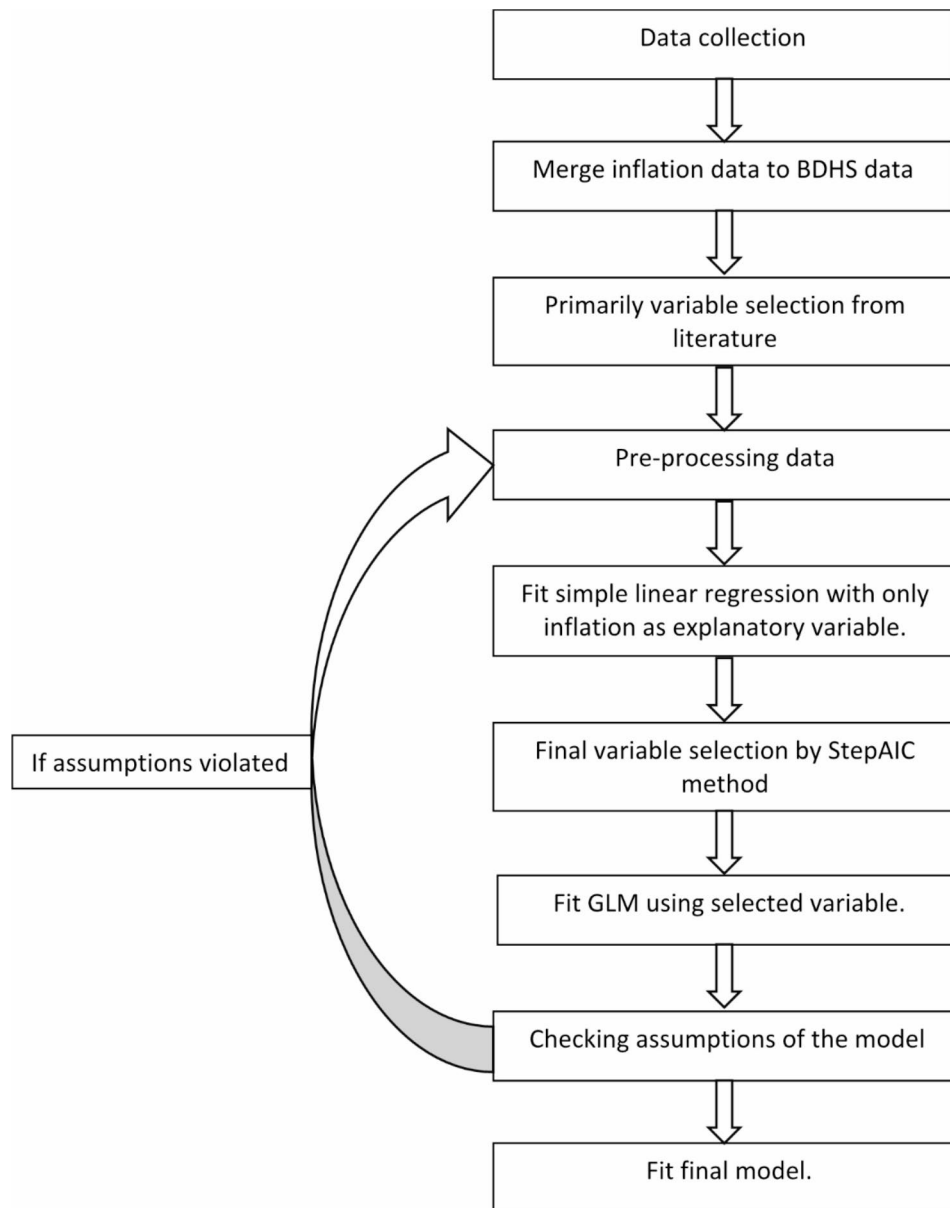 Data collection
Merge inflation data to BDHS data
Primarily variable selection from
literature
Pre-processing data
Fit simple linear regression with only
inflation as explanatory variable.
If assumptions violated
Final variable selection by StepAIC
method
Fit GLM using selected variable.
Checking assumptions of the model
Fit final model.